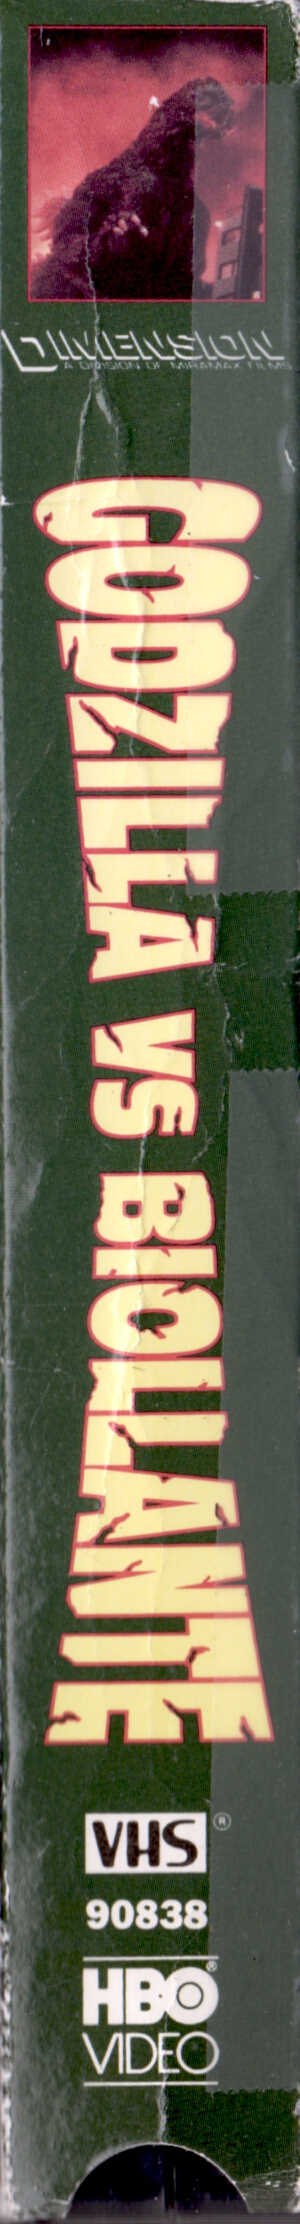 DIMENSION
A DIVISION OF MIRAMAX FILMS
GODZILLA VS BIOLLANTE
VHS ®
90838
HBO®
VIDEO